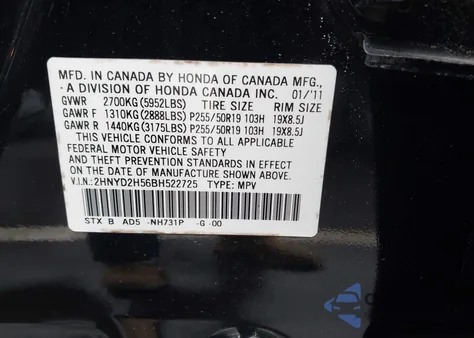 MFD. IN CANADA BY HONDA OF CANADA MFG.,
A DIVISION OF HONDA CANADA INC. 01/'11
GVWR 2700KG(5952LBS) TIRE SIZE RIM SIZE
GAWR F 1310KG(2888LBS)P255/50R19 103H 19X8.5J
GAWR R 1440KG(3175LBS)P255/50R19 103H 19X8.5J
THIS VEHICLE CONFORMS TO ALL APPLICABLE
FEDERAL MOTOR VEHICLE SAFETY STANDARDS IN EFFECT
ON THE DATE OF MANUFACTURE SHOWN ABOVE.
V.I.N.:2HNYD2H56BH522725 TYPE: MPV
STX B AD5 -NH731P -G -00